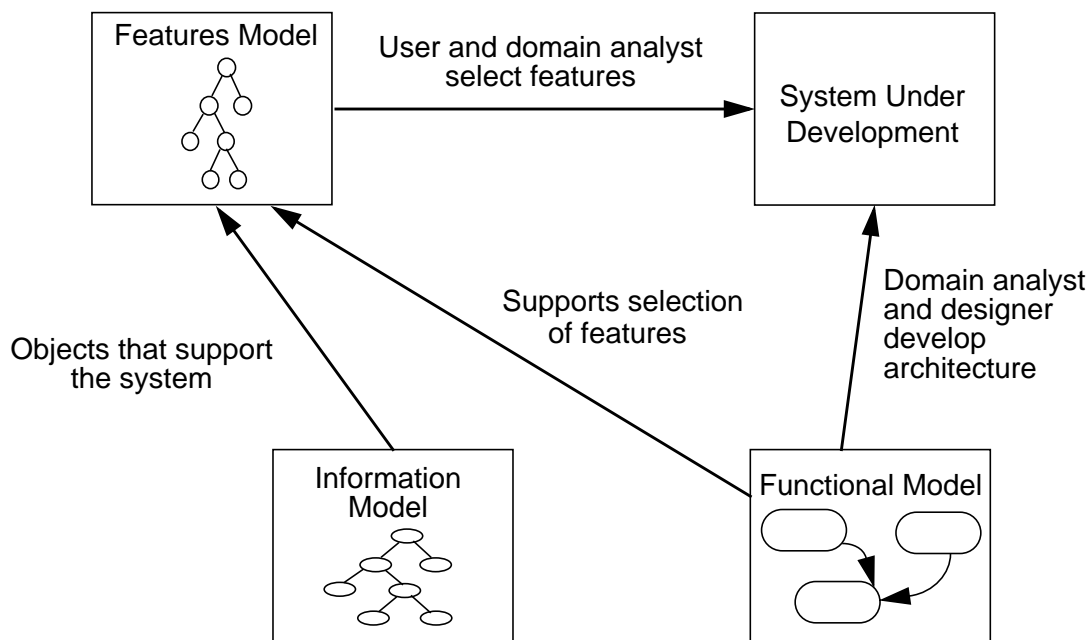 Features Model
User and domain analyst
select features
System Under
Development
Supports selection
of features
Domain analyst
and designer
develop
architecture
Objects that support
the system
Information
Model
Functional Model